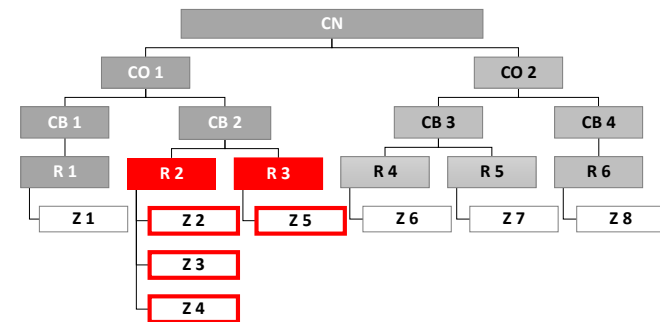 CN
CO 1 CO 2
CB 1 CB 2 CB 3 CB 4
R 1 R 2 R 3 R 4 R 5 R 6
Z 1 Z 2 Z 5 Z 6 Z 7 Z 8
Z 3
Z 4